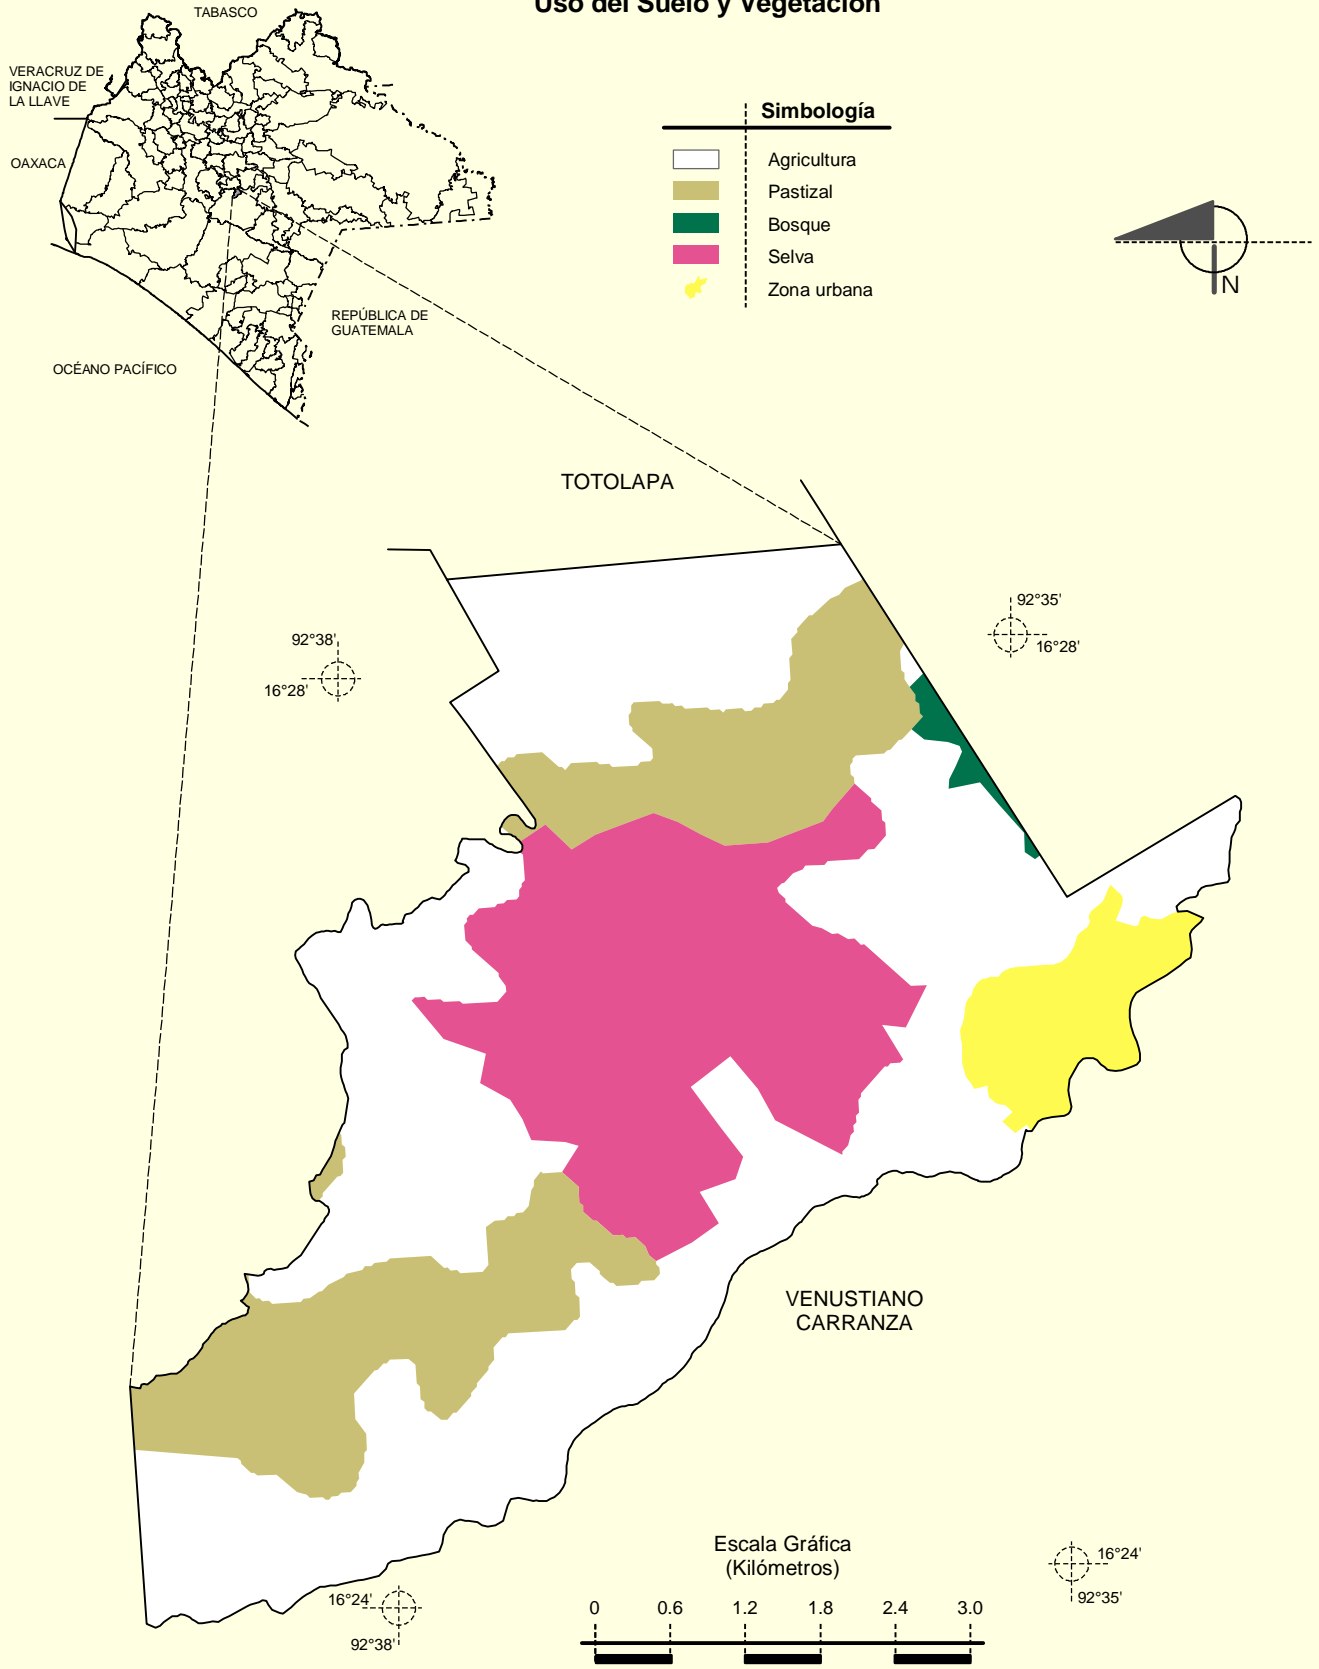 Uso del Suelo y Vegetación
TABASCO
VERACRUZ DE
IGNACIO DE
LA LLAVE
OAXACA
REPÚBLICA DE
GUATEMALA
OCÉANO PACÍFICO
Simbología
Agricultura
Pastizal
Bosque
Selva
Zona urbana
N
TOTOLAPA
92°38'
16°28'
92°35'
16°28'
VENUSTIANO
CARRANZA
Escala Gráfica
(Kilómetros)
0 0.6 1.2 1.8 2.4 3.0
16°24'
92°38'
16°24'
92°35'